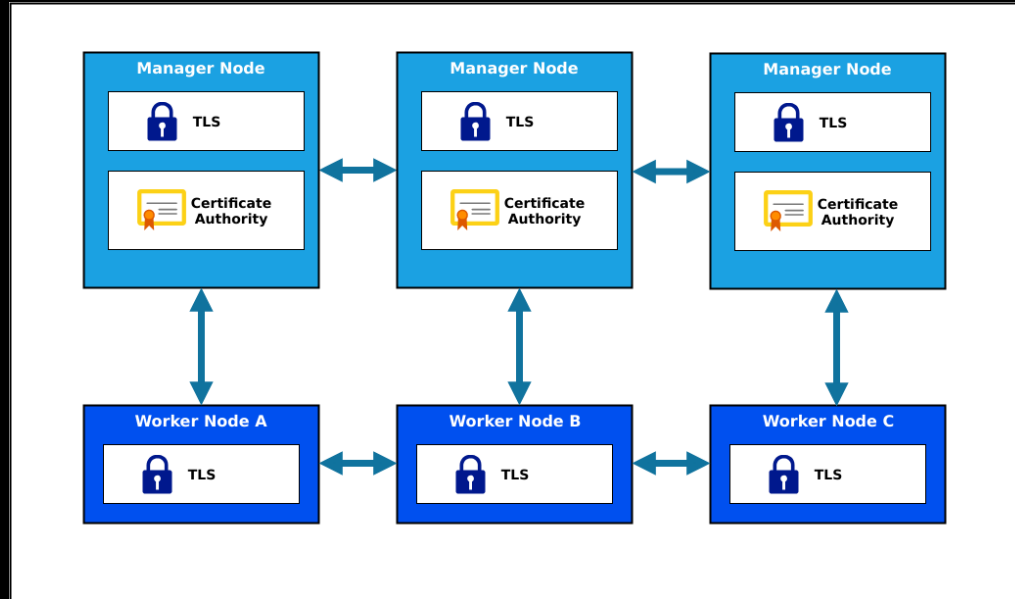 Manager Node
TLS
Certificate
Authority
Manager Node
TLS
Certificate
Authority
Manager Node
TLS
Certificate
Authority
Worker Node A
TLS
Worker Node B
TLS
Worker Node C
TLS